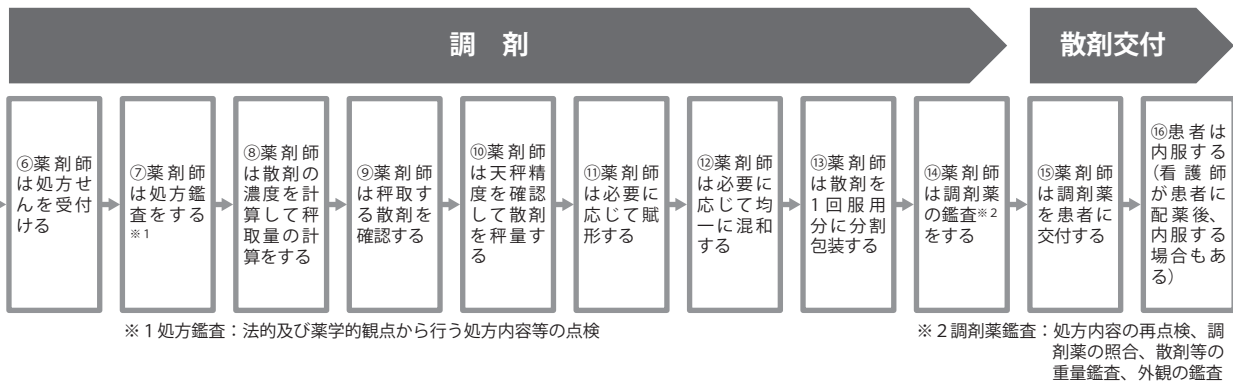 調　剤
散剤交付
⑥薬剤師
は処方せ
んを受付
ける
⑦薬剤師
は処方鑑
査をする
※1
⑧薬剤師
は散剤の
濃度を計
算して秤
取量の計
算をする
⑨薬剤師
は秤取す
る散剤を
確認する
⑩薬剤師
は天秤精
度を確認
して散剤
を秤量す
る
⑪薬剤師
は必要に
応じて賦
形する
⑫薬剤師
は必要に
応じて均
一に混和
する
⑬薬剤師
は散剤を
1回服用
分に分割
包装する
⑭薬剤師
は調剤薬
の鑑査※2
をする
⑮薬剤師
は調剤薬
を患者に
交付する
⑯患者は
内服する
(看護師
が患者に
配薬後、
内服する
場合もあ
る)
※1処方鑑査：法的及び薬学的観点から行う処方内容等の点検
※2調剤薬鑑査：処方内容の再点検、調
剤薬の照合、散剤等の
重量鑑査、外観の鑑査